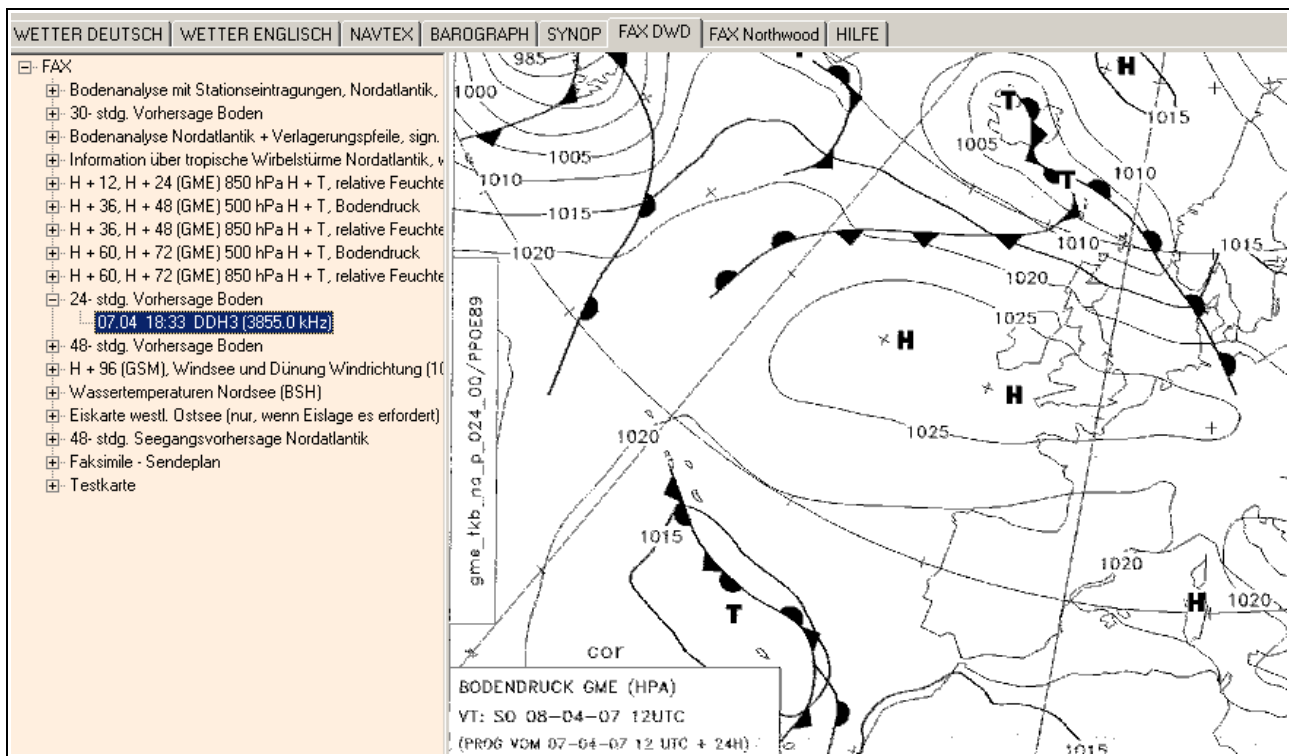 WETTER DEUTSCH WETTER ENGLISCH NAVTEX BAROGRAPH SYNOP FAX DWD FAX Northwood HILFE
FAX
Bodenanalyse mit Stationseintragungen, Nordatlantik,
30- stdg. Vorhersage Boden
Bodenanalyse Nordatlantik + Verlagerungspfeile, sign.
Information über tropische Wirbelstürme Nordatlantik,
H + 12, H + 24 (GME) 850 hPa H + T, relative Feuchte
H + 36, H + 48 (GME) 500 hPa H + T, Bodendruck
H + 36, H + 48 (GME) 850 hPa H + T, relative Feuchte
H + 60, H + 72 (GME) 500 hPa H + T, Bodendruck
H + 60, H + 72 (GME) 850 hPa H + T, relative Feuchte
24- stdg. Vorhersage Boden
07.04 18:33 DDH3 (3855.0 kHz)
48- stdg. Vorhersage Boden
H + 96 (GSM), Windsee und Dünung Windrichtung (10
Wassertemperaturen Nordsee (BSH)
Eiskarte westl. Ostsee (nur, wenn Eislage es erfordert)
48- stdg. Seegangsvorhersage Nordatlantik
Faksimile - Sendeplan
Testkarte
985
T
H
1000
T
1015
1005
1005
1010
1010
T
1015
1020
1010
1015
1020
1025
H
H
1025
1020
gme_tkb_na_p_024_00/PPOE89
1015
1020
H
1020
T
cor
BODENDRUCK GME (HPA)
VT: SO 08-04-07 12UTC
(PROG VOM 07-04-07 12 UTC + 24H)
1015